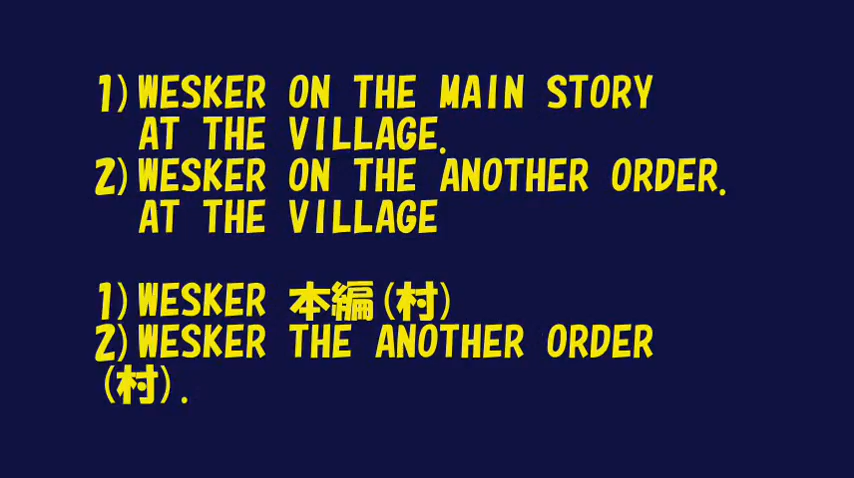 1)WESKER ON THE MAIN STORY
AT THE VILLAGE.
2)WESKER ON THE ANOTHER ORDER.
AT THE VILLAGE
1)WESKER 本編(村)
2)WESKER THE ANOTHER ORDER
(村).